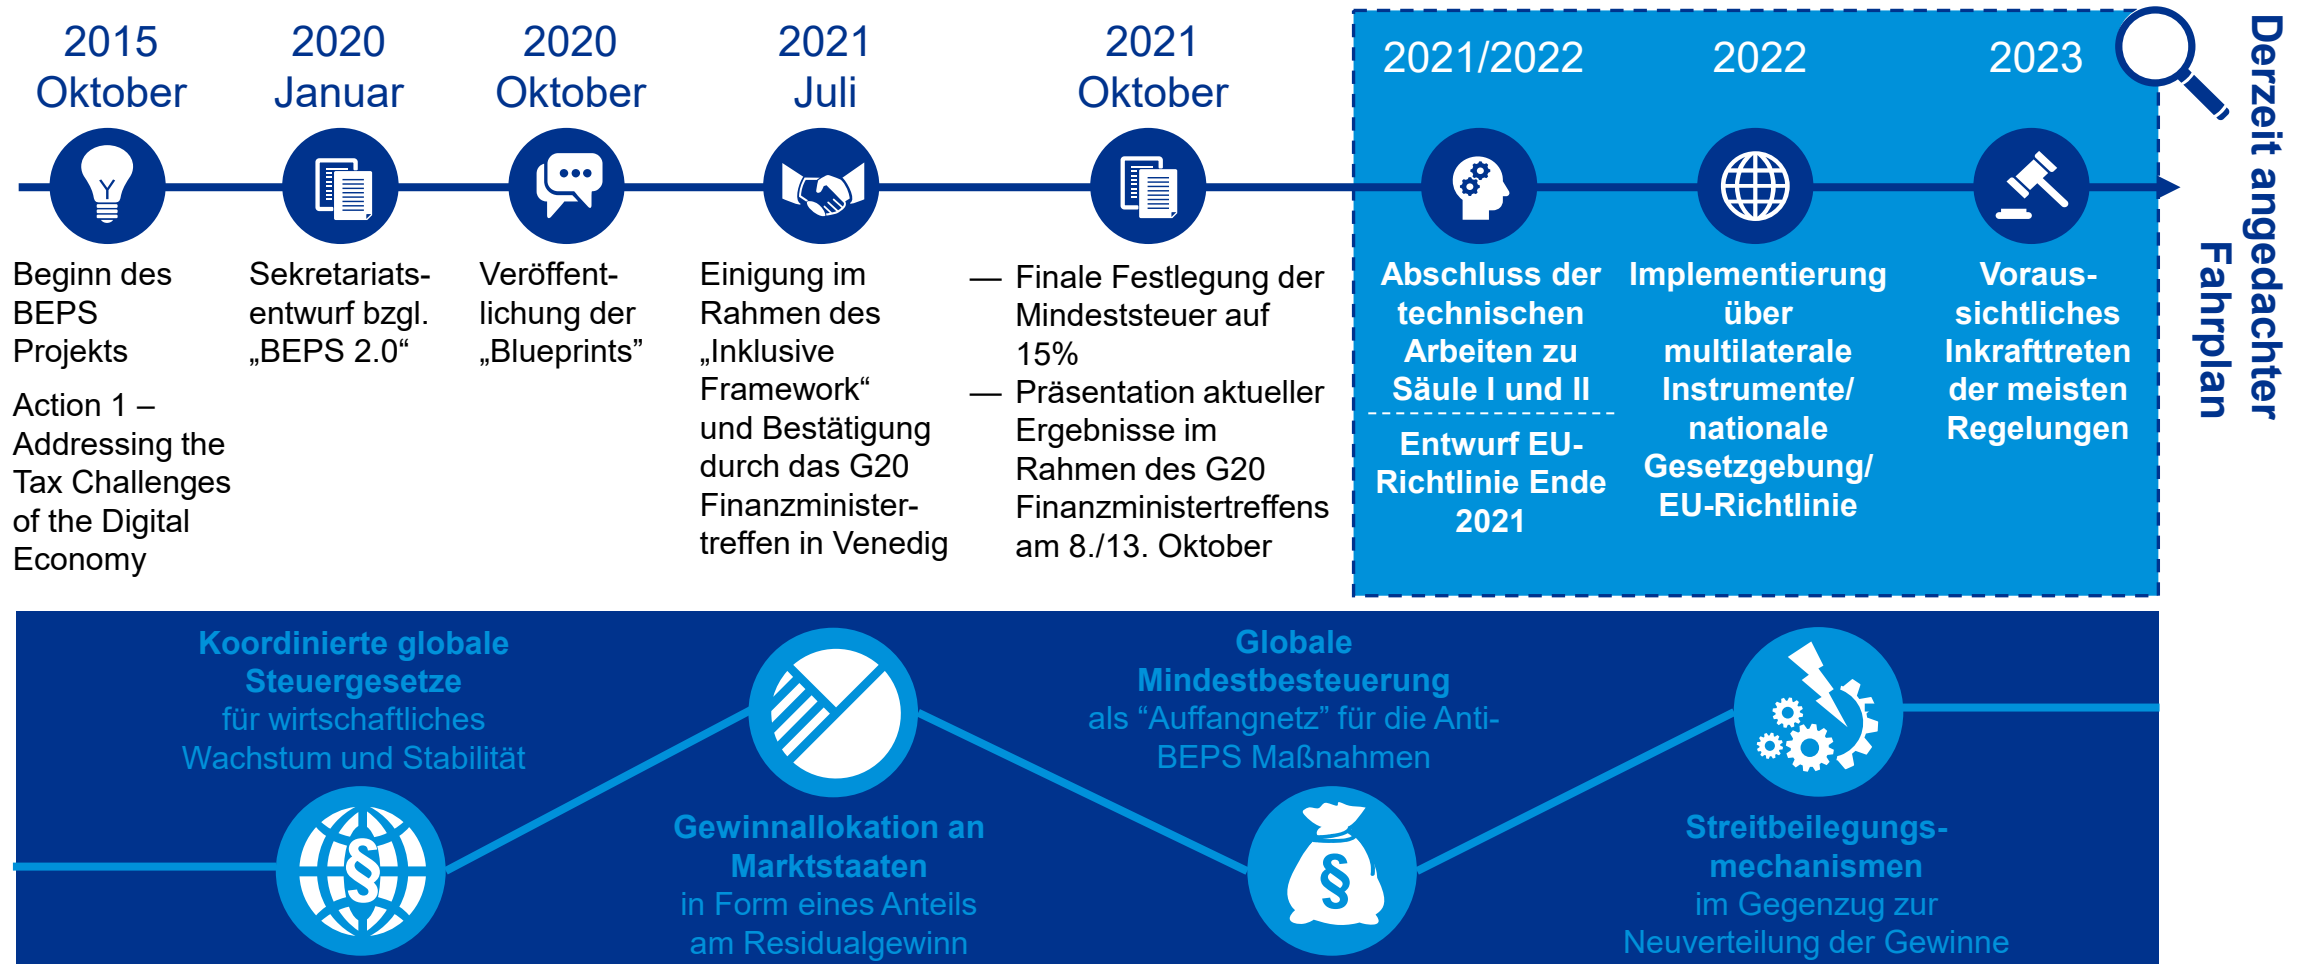 2015
Oktober
2020
Januar
2020
Oktober
2021
Juli
2021
Oktober
2021/2022
2022
2023
Derzeit angedachter
Fahrplan
Beginn des
BEPS
Projekts
Action 1 –
Addressing the
Tax Challenges
of the Digital
Economy
Sekretariats-
entwurf bzgl.
„BEPS 2.0“
Veröffent-
lichung der
„Blueprints”
Einigung im
Rahmen des
„Inklusive
Framework“
und Bestätigung
durch das G20
Finanzminister-
treffen in Venedig
— Finale Festlegung der
Mindeststeuer auf
15%
— Präsentation aktueller
Ergebnisse im
Rahmen des G20
Finanzministertreffens
am 8./13. Oktober
Abschluss der
technischen
Arbeiten zu
Säule I und II
Entwurf EU-
Richtlinie Ende
2021
Implementierung
über
multilaterale
Instrumente/
nationale
Gesetzgebung/
EU-Richtlinie
Voraus-
sichtliches
Inkrafttreten
der meisten
Regelungen
Koordinierte globale
Steuergesetze
für wirtschaftliches
Wachstum und Stabilität
§
Gewinnallokation an
Marktstaaten
in Form eines Anteils
am Residualgewinn
Globale
Mindestbesteuerung
als “Auffangnetz” für die Anti-
BEPS Maßnahmen
§
Streitbeilegungs-
mechanismen
im Gegenzug zur
Neuverteilung der Gewinne